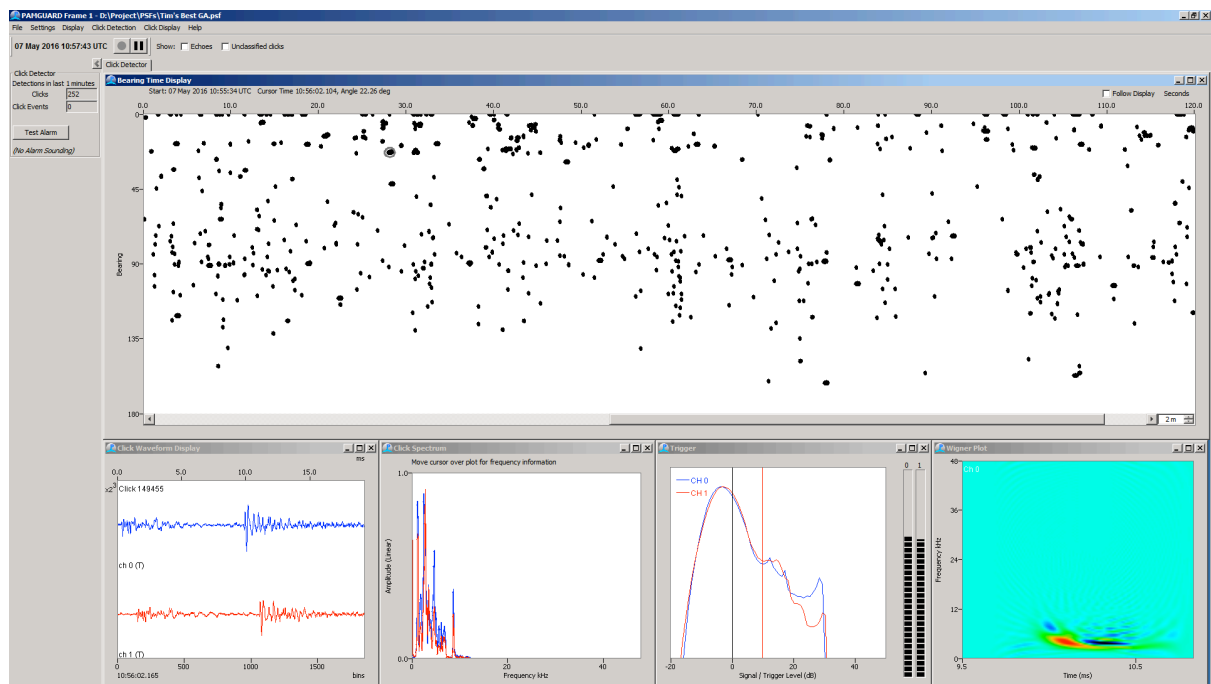 PAMGUARD Frame 1 - D:\Project\PSFs\Tim's Best GA.psf
File Settings Display Click Detection Click Display Help
07 May 2016 10:57:43 UTC Show: Echoes Unclassified clicks
Click Detector
Click Detector
Detections in last 1 minutes
Clicks 252
Click Events 0
Test Alarm
(No Alarm Sounding)
Bearing Time Display
Start: 07 May 2016 10:55:34 UTC Cursor Time 10:56:02.104, Angle 22.26 deg
Follow Display Seconds
0.0 10.0 20.0 30.0 40.0 50.0 60.0 70.0 80.0 90.0 100.0 110.0 120.0
0
45
90
135
180
Bearing
2 m
Click Waveform Display
ms
0.0 5.0 10.0 15.0
x2³
Click 149455
ch 0 (T)
ch 1 (T)
0 500 1000 1500
10:56:02.165 bins
Click Spectrum
Move cursor over plot for frequency information
1.0
Amplitude (Linear)
0.0
0 20 40
Frequency kHz
Trigger
CH 0
CH 1
0 1
-20 0 20 40
Signal / Trigger Level (dB)
Wigner Plot
Ch 0
48
36
24
12
0
Frequency kHz
9.5 10.5
Time (ms)